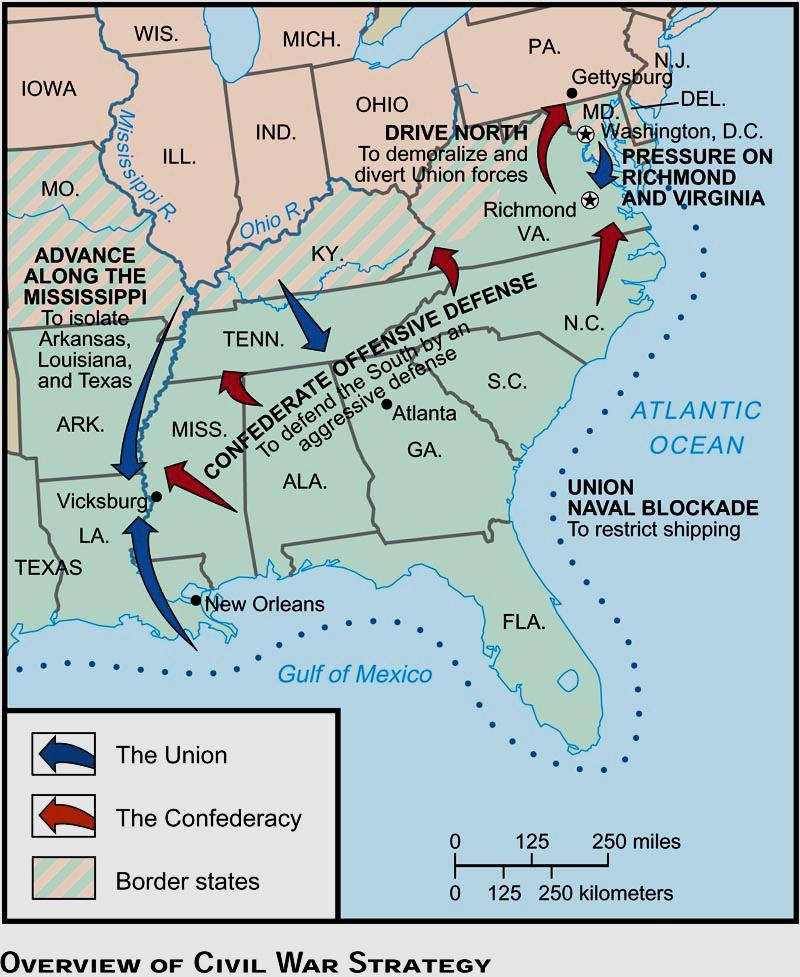 WIS.
MICH.
PA.
N.J.
IOWA
OHIO
Gettysburg
DEL.
MD.
IND.
ILL.
Mississippi R.
DRIVE NORTH
To demoralize and
divert Union forces
Washington, D.C.
PRESSURE ON
RICHMOND
AND VIRGINIA
MO.
Ohio R.
KY.
Richmond
VA.
ADVANCE
ALONG THE
MISSISSIPPI
To isolate
Arkansas,
Louisiana,
and Texas
TENN.
N.C.
CONFEDERATE OFFENSIVE DEFENSE
To defend the South by an
aggressive defense
S.C.
ARK.
MISS.
Atlanta
GA.
ALA.
ATLANTIC
OCEAN
Vicksburg
LA.
TEXAS
UNION
NAVAL BLOCKADE
To restrict shipping
New Orleans
FLA.
Gulf of Mexico
The Union
The Confederacy
Border states
0 125 250 miles
0 125 250 kilometers
OVERVIEW OF CIVIL WAR STRATEGY